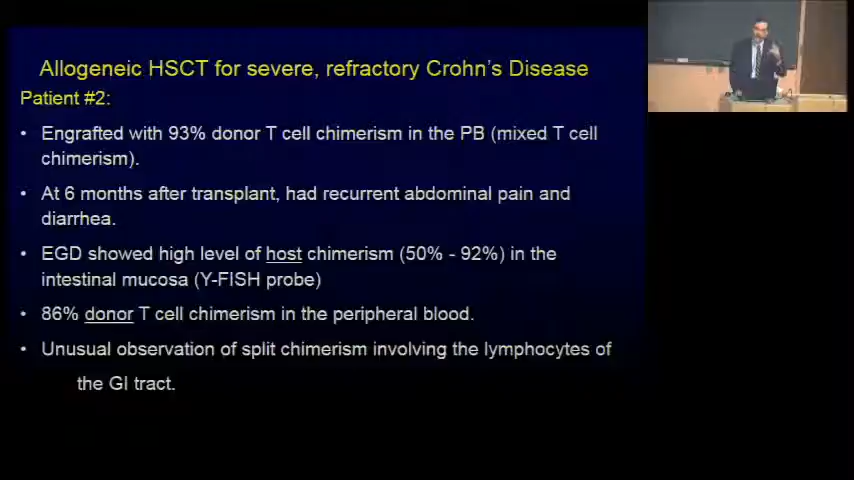 Allogeneic HSCT for severe, refractory Crohn's Disease
Patient #2:
• Engrafted with 93% donor T cell chimerism in the PB (mixed T cell
chimerism).
• At 6 months after transplant, had recurrent abdominal pain and
diarrhea.
• EGD showed high level of host chimerism (50% - 92%) in the
intestinal mucosa (Y-FISH probe)
• 86% donor T cell chimerism in the peripheral blood.
• Unusual observation of split chimerism involving the lymphocytes of
the GI tract.